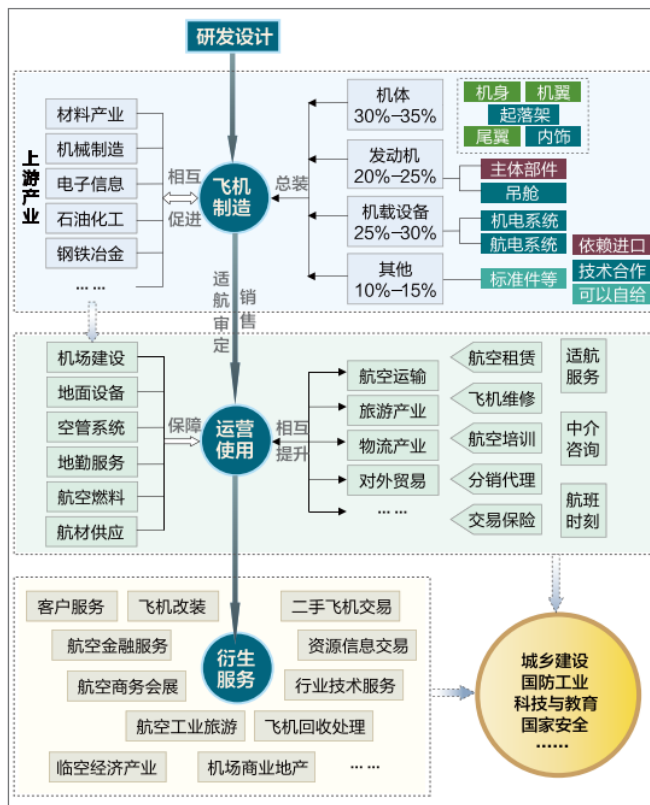 研发设计
上游产业
材料产业
机械制造
电子信息
石油化工
钢铁冶金
… …
相互
促进
飞机
制造
总装
机体
30%–35%
发动机
20%–25%
机载设备
25%–30%
其他
10%–15%
机身
机翼
起落架
尾翼
内饰
主体部件
吊舱
机电系统
航电系统
标准件等
依赖进口
技术合作
可以自给
适航审定
销售
机场建设
地面设备
空管系统
地勤服务
航空燃料
航材供应
保障
运营
使用
相互
提升
航空运输
旅游产业
物流产业
对外贸易
… …
航空租赁
飞机维修
航空培训
分销代理
交易保险
适航
服务
中介
咨询
航班
时刻
客户服务
飞机改装
二手飞机交易
航空金融服务
资源信息交易
航空商务会展
衍生
服务
行业技术服务
航空工业旅游
飞机回收处理
临空经济产业
机场商业地产
… …
城乡建设
国防工业
科技与教育
国家安全
……